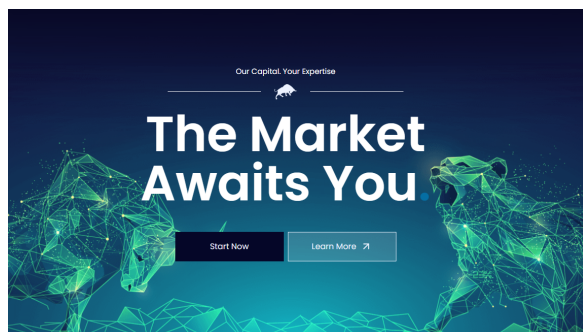 Our Capital. Your Expertise
The Market
Awaits You.
Start Now
Learn More